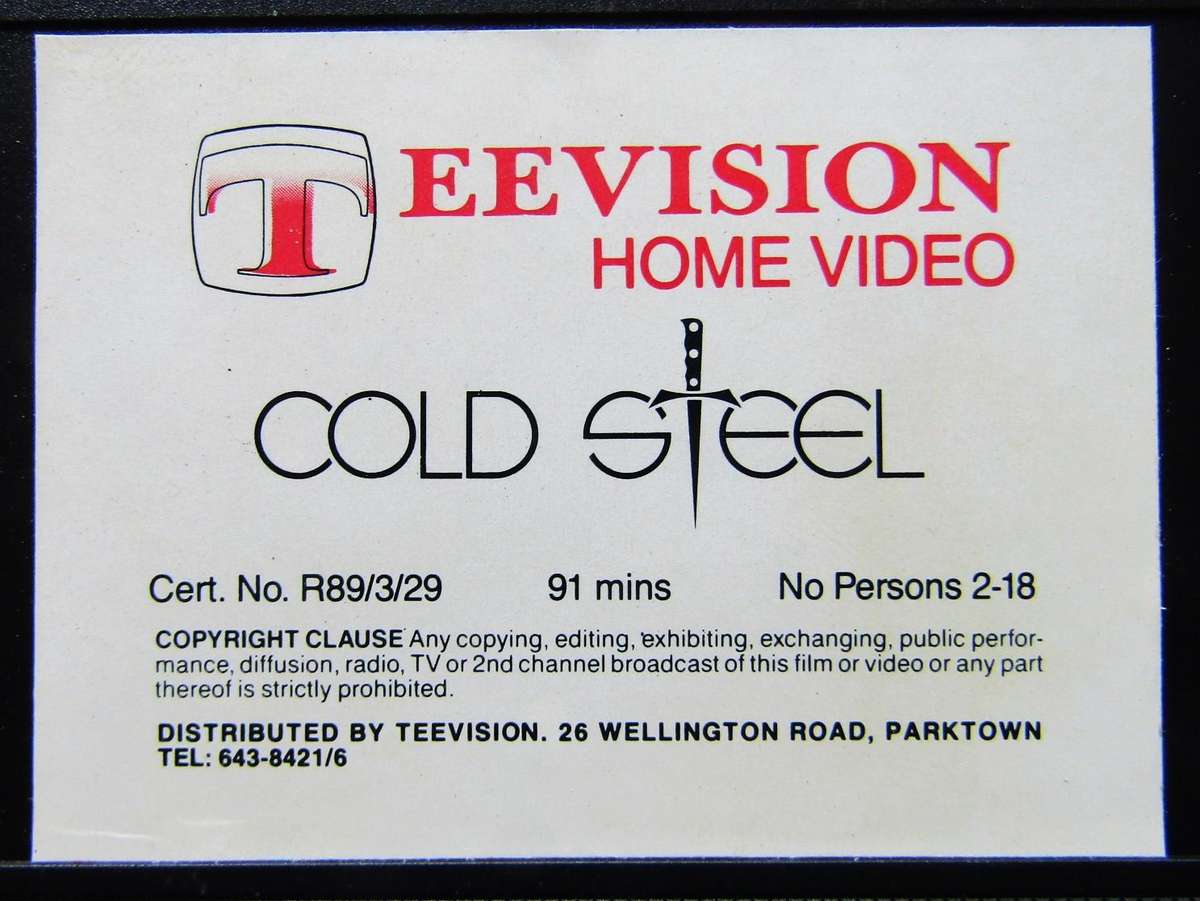 TEEVISION
HOME VIDEO
COLD STEEL
Cert. No. R89/3/29 91 mins No Persons 2-18
COPYRIGHT CLAUSE Any copying, editing, exhibiting, exchanging, public perfor-
mance, diffusion, radio, TV or 2nd channel broadcast of this film or video or any part
thereof is strictly prohibited.
DISTRIBUTED BY TEEVISION. 26 WELLINGTON ROAD, PARKTOWN
TEL: 643-8421/6